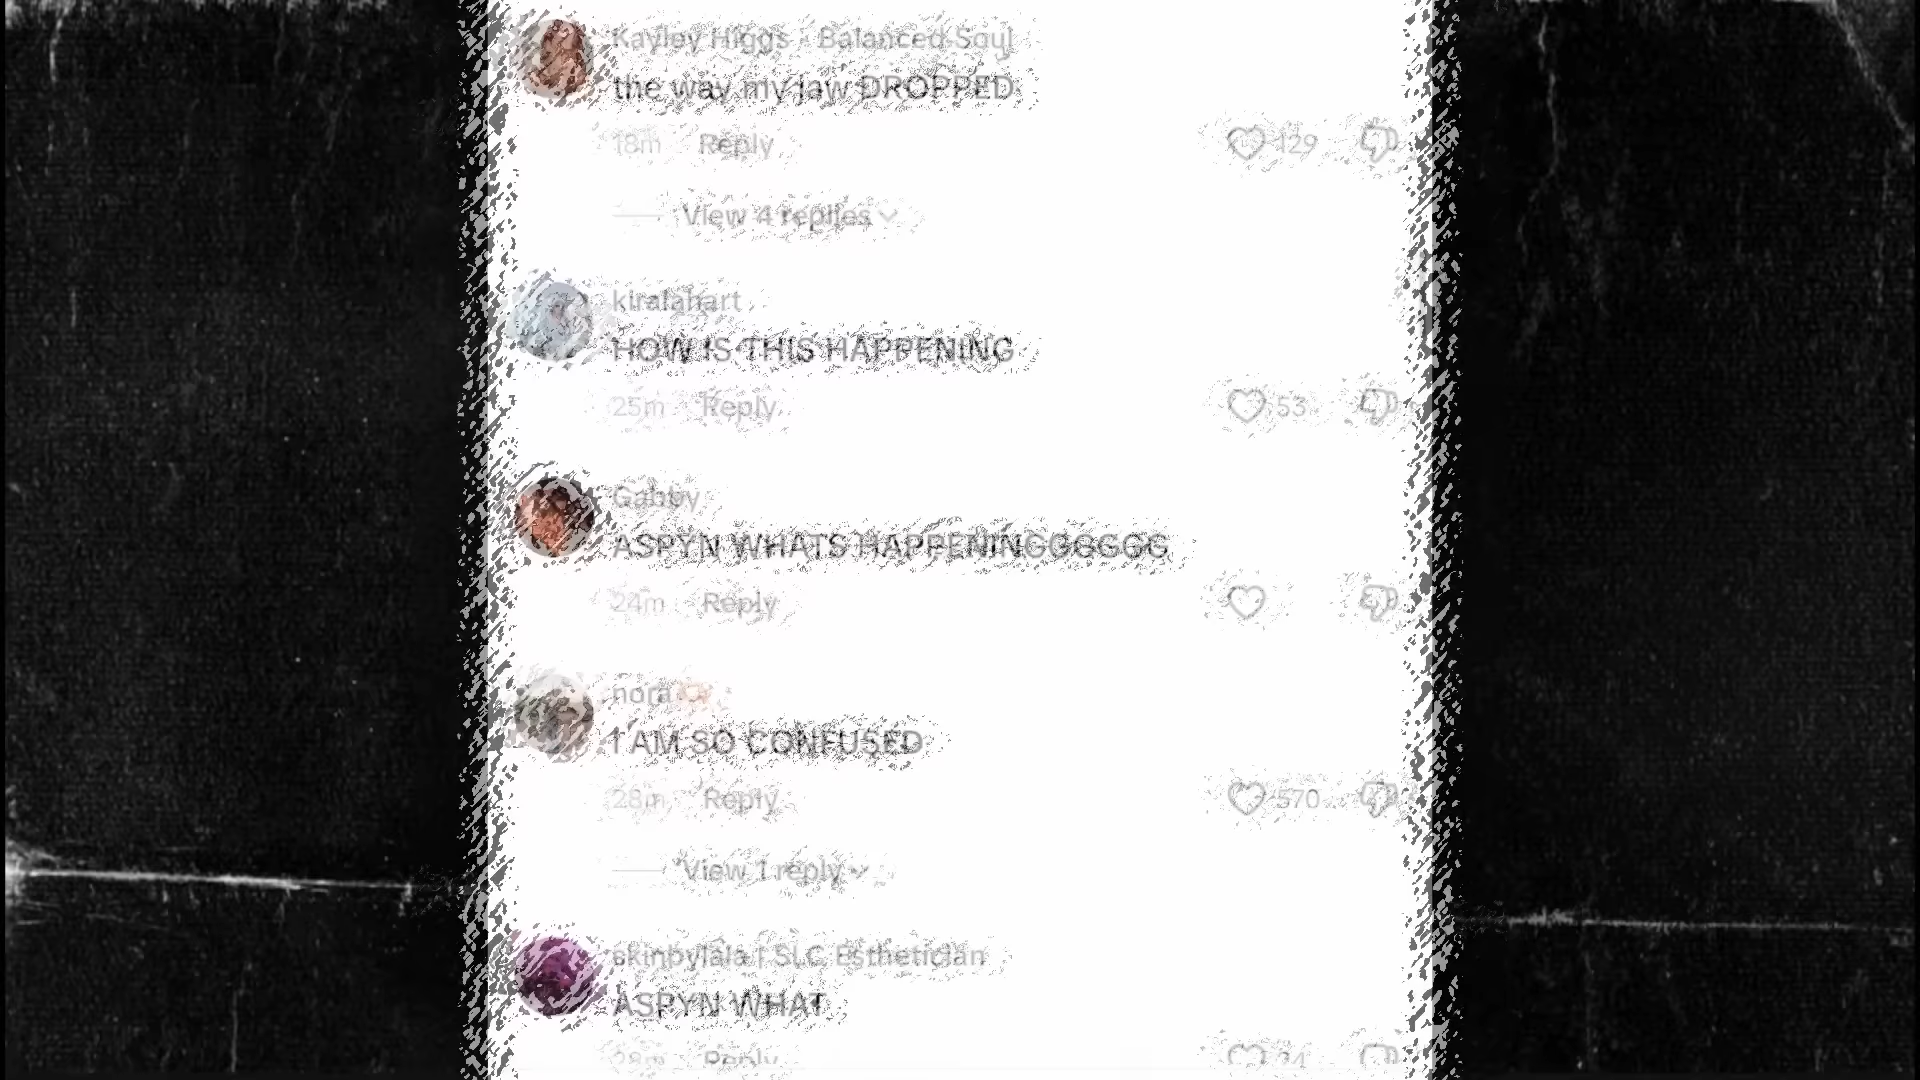 Kayley Higgs - Balanced Soul
the way my jaw DROPPED
18m Reply 129
View 4 replies
kiralahart
HOW IS THIS HAPPENING
25m Reply 53
Gabby
ASPYN WHATS HAPPENINGGGGGG
24m Reply
nora
I AM SO CONFUSED
28m Reply 570
View 1 reply
skinbylala | SLC Esthetician
ASPYN WHAT
28m Reply 24